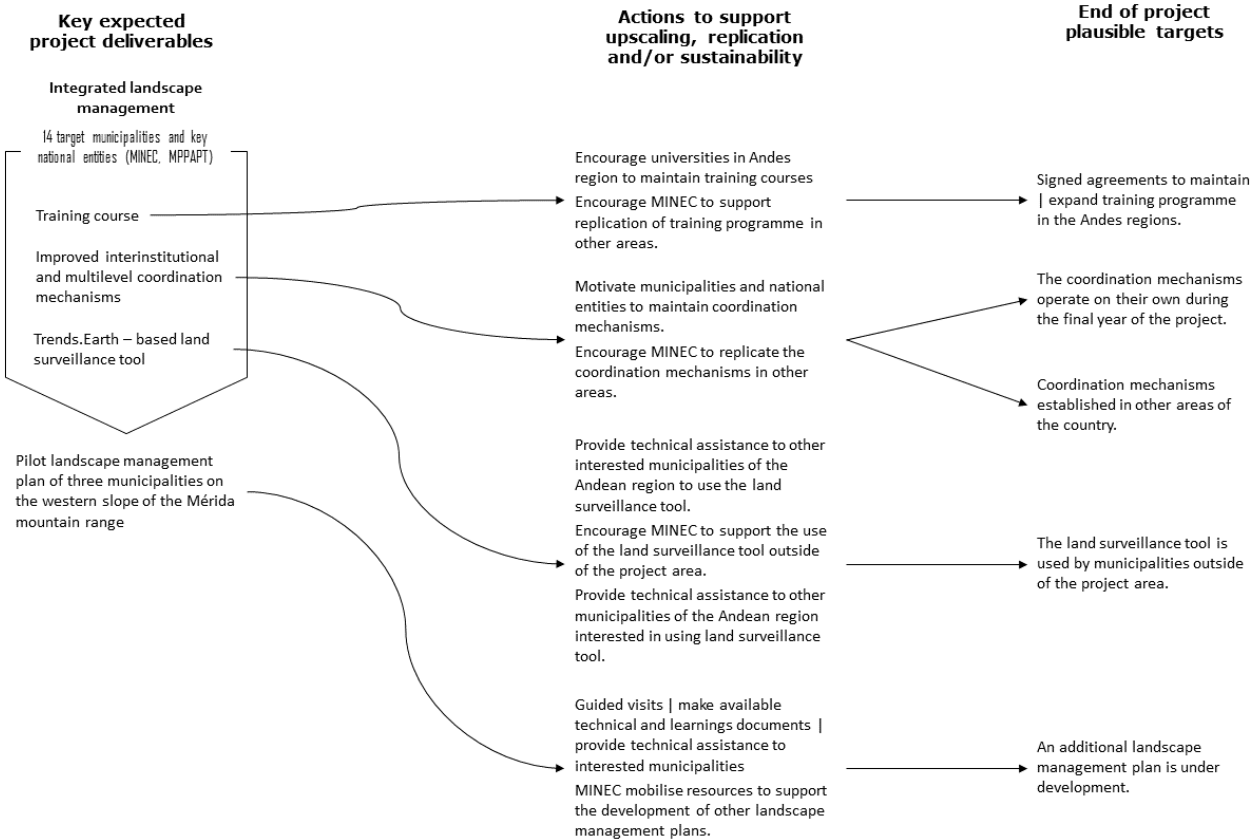 Key expected
project deliverables
Integrated landscape
management
14 target municipalities and key
national entities (MINEC, MPPAPT)
Training course
Improved interinstitutional
and multilevel coordination
mechanisms
Trends.Earth – based land
surveillance tool
Pilot landscape management
plan of three municipalities on
the western slope of the Mérida
mountain range
Actions to support
upscaling, replication
and/or sustainability
Encourage universities in Andes
region to maintain training courses
Encourage MINEC to support
replication of training programme in
other areas.
Motivate municipalities and national
entities to maintain coordination
mechanisms.
Encourage MINEC to replicate the
coordination mechanisms in other
areas.
Provide technical assistance to other
interested municipalities of the
Andean region to use the land
surveillance tool.
Encourage MINEC to support the use
of the land surveillance tool outside
of the project area.
Provide technical assistance to other
municipalities of the Andean region
interested in using land surveillance
tool.
Guided visits | make available
technical and learnings documents |
provide technical assistance to
interested municipalities
MINEC mobilise resources to support
the development of other landscape
management plans.
End of project
plausible targets
Signed agreements to maintain
| expand training programme
in the Andes regions.
The coordination mechanisms
operate on their own during
the final year of the project.
Coordination mechanisms
established in other areas of
the country.
The land surveillance tool is
used by municipalities outside
of the project area.
An additional landscape
management plan is under
development.